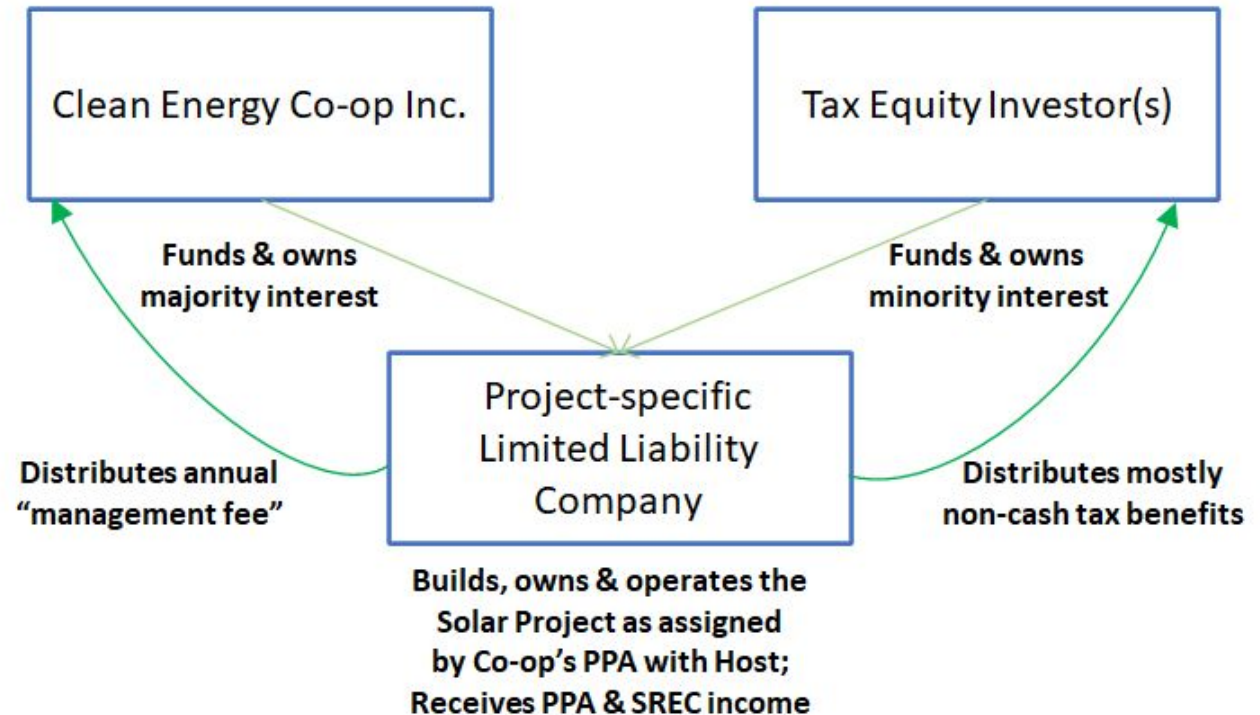 Clean Energy Co-op Inc.
Tax Equity Investor(s)
Funds & owns
majority interest
Funds & owns
minority interest
Project-specific
Limited Liability
Company
Distributes annual
“management fee”
Distributes mostly
non-cash tax benefits
Builds, owns & operates the
Solar Project as assigned
by Co-op’s PPA with Host;
Receives PPA & SREC income